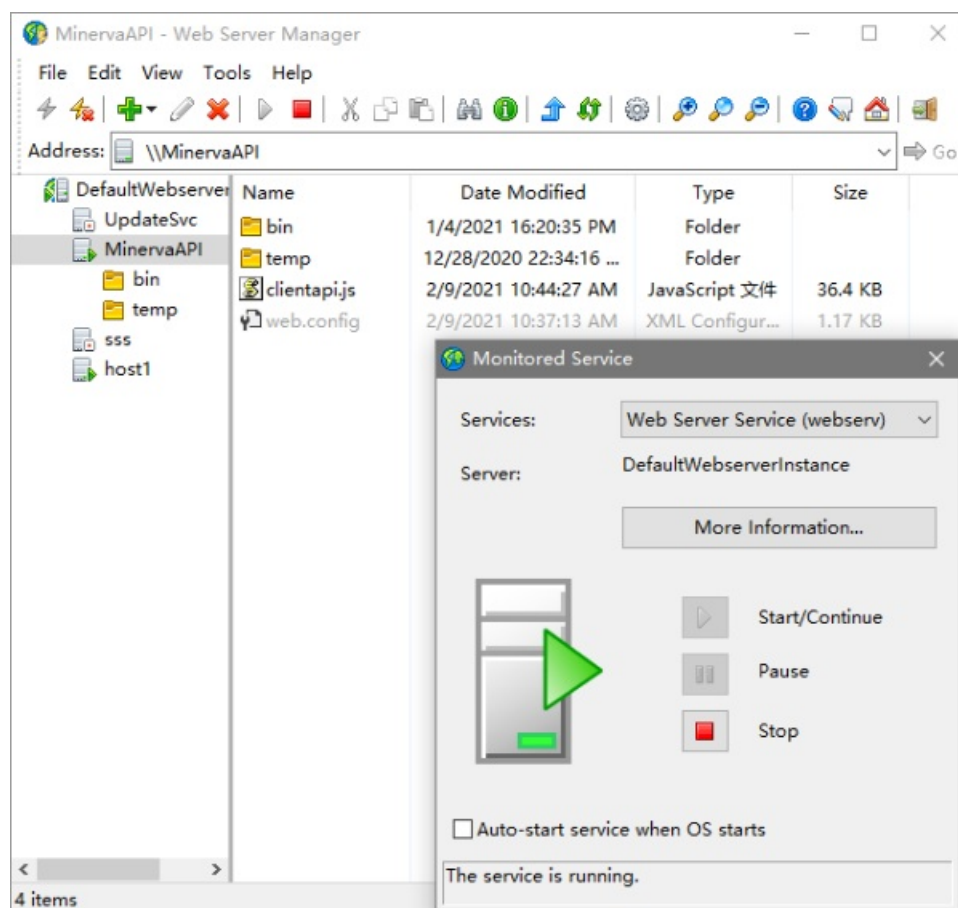 MinervaAPI - Web Server Manager
File Edit View Tools Help
Address: \\MinervaAPI Go
DefaultWebserver
UpdateSvc
MinervaAPI
bin
temp
sss
host1
Name Date Modified Type Size
bin 1/4/2021 16:20:35 PM Folder
temp 12/28/2020 22:34:16 ... Folder
clientapi.js 2/9/2021 10:44:27 AM JavaScript 文件 36.4 KB
web.config 2/9/2021 10:37:13 AM XML Configur... 1.17 KB
Monitored Service
Services: Web Server Service (webserv)
Server: DefaultWebserverInstance
More Information...
Start/Continue
Pause
Stop
Auto-start service when OS starts
The service is running.
4 items